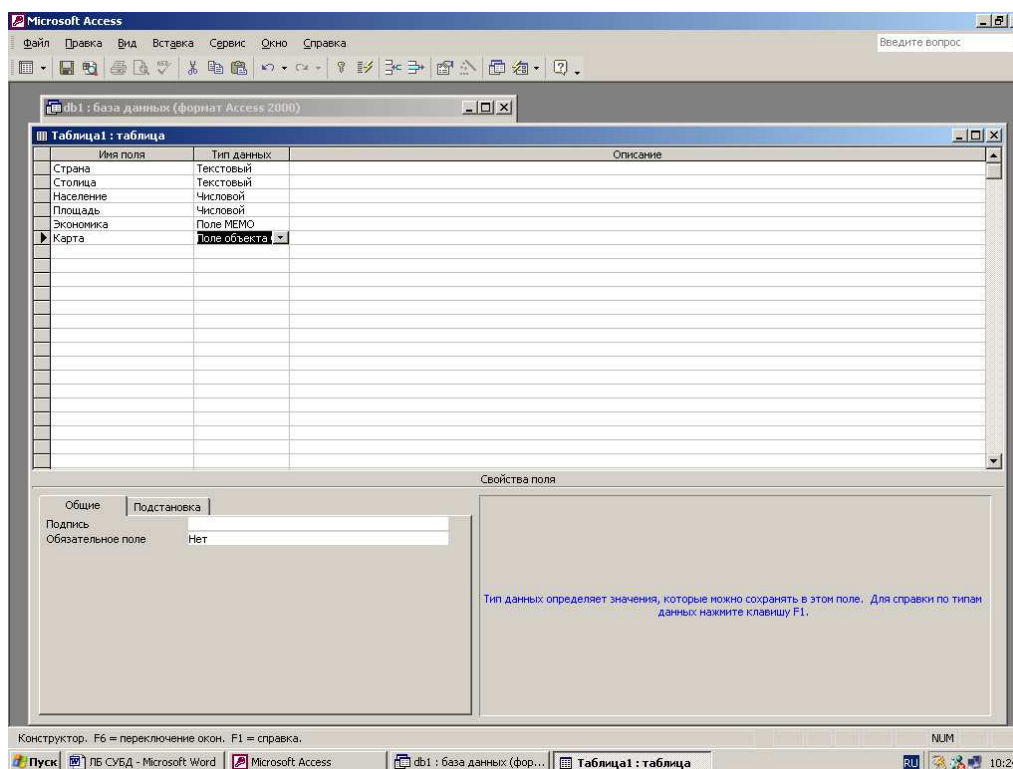 Microsoft Access
Файл Правка Вид Вставка Сервис Окно Справка
Введите вопрос
db1 : база данных (формат Access 2000)
Таблица1 : таблица
Имя поля Тип данных Описание
Страна Текстовый
Столица Текстовый
Население Числовой
Площадь Числовой
Экономика Поле МЕМО
Карта Поле объекта
Свойства поля
Общие Подстановка
Подпись
Обязательное поле Нет
Тип данных определяет значения, которые можно сохранять в этом поле. Для справки по типам
данных нажмите клавишу F1.
Конструктор. F6 = переключение окон. F1 = справка. NUM
Пуск ЛБ СУБД - Microsoft Word Microsoft Access db1 : база данных (фор... Таблица1 : таблица RU